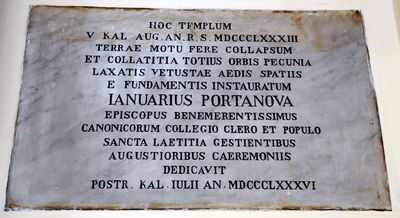 HOC TEMPLUM
V KAL. AUG. AN. R. S. MDCCCLXXXIII
TERRAE MOTU FERE COLLAPSUM
ET COLLATITIA TOTIUS ORBIS PECUNIA
LAXATIS VETUSTAE AEDIS SPATIIS
E FUNDAMENTIS INSTAURATUM
IANUARIUS PORTANOVA
EPISCOPUS BENEMERENTISSIMUS
CANONICORUM COLLEGIO CLERO ET POPULO
SANCTA LAETITIA GESTIENTIBUS
AUGUSTIORIBUS CAEREMONIIS
DEDICAVIT
POSTR. KAL. IULII AN. MDCCCLXXXVI